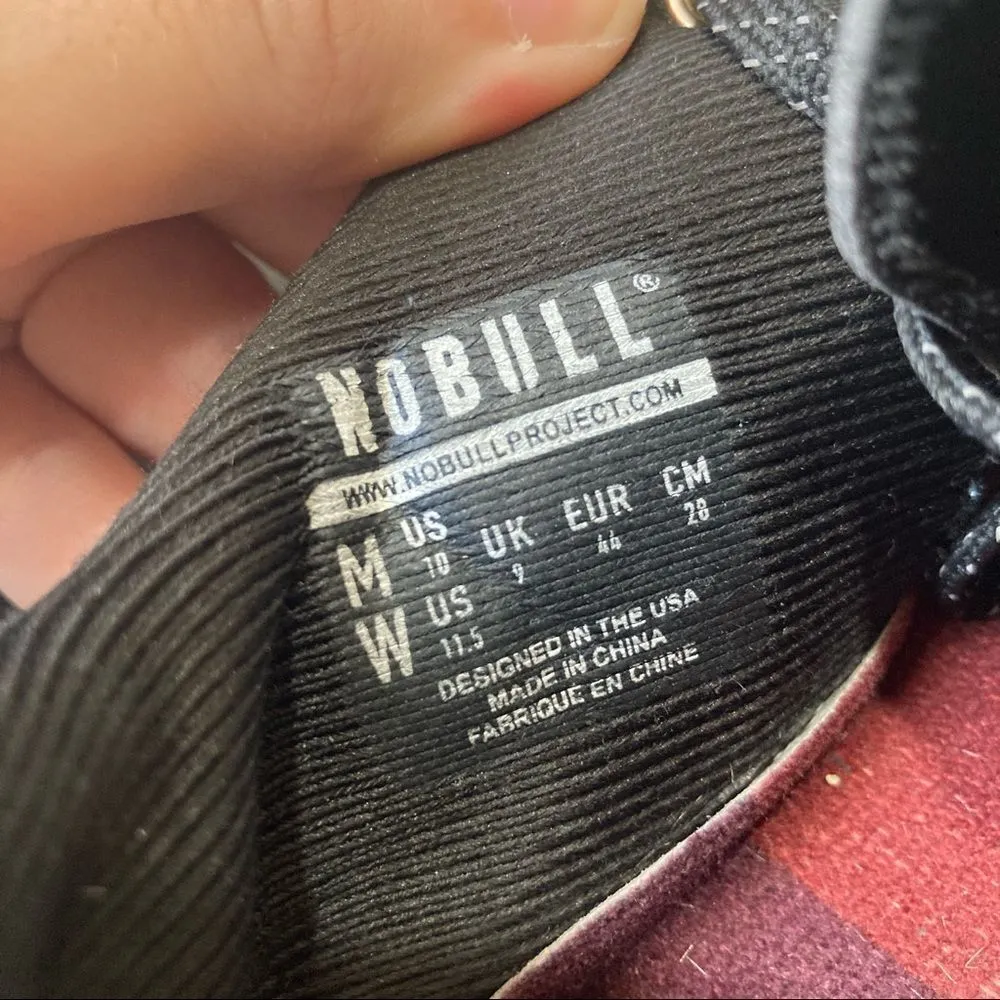 NOBULL®
WWW.NOBULLPROJECT.COM
M US 10 UK 9 EUR 44 CM 28
W US 11.5
DESIGNED IN THE USA
MADE IN CHINA
FABRIQUE EN CHINE